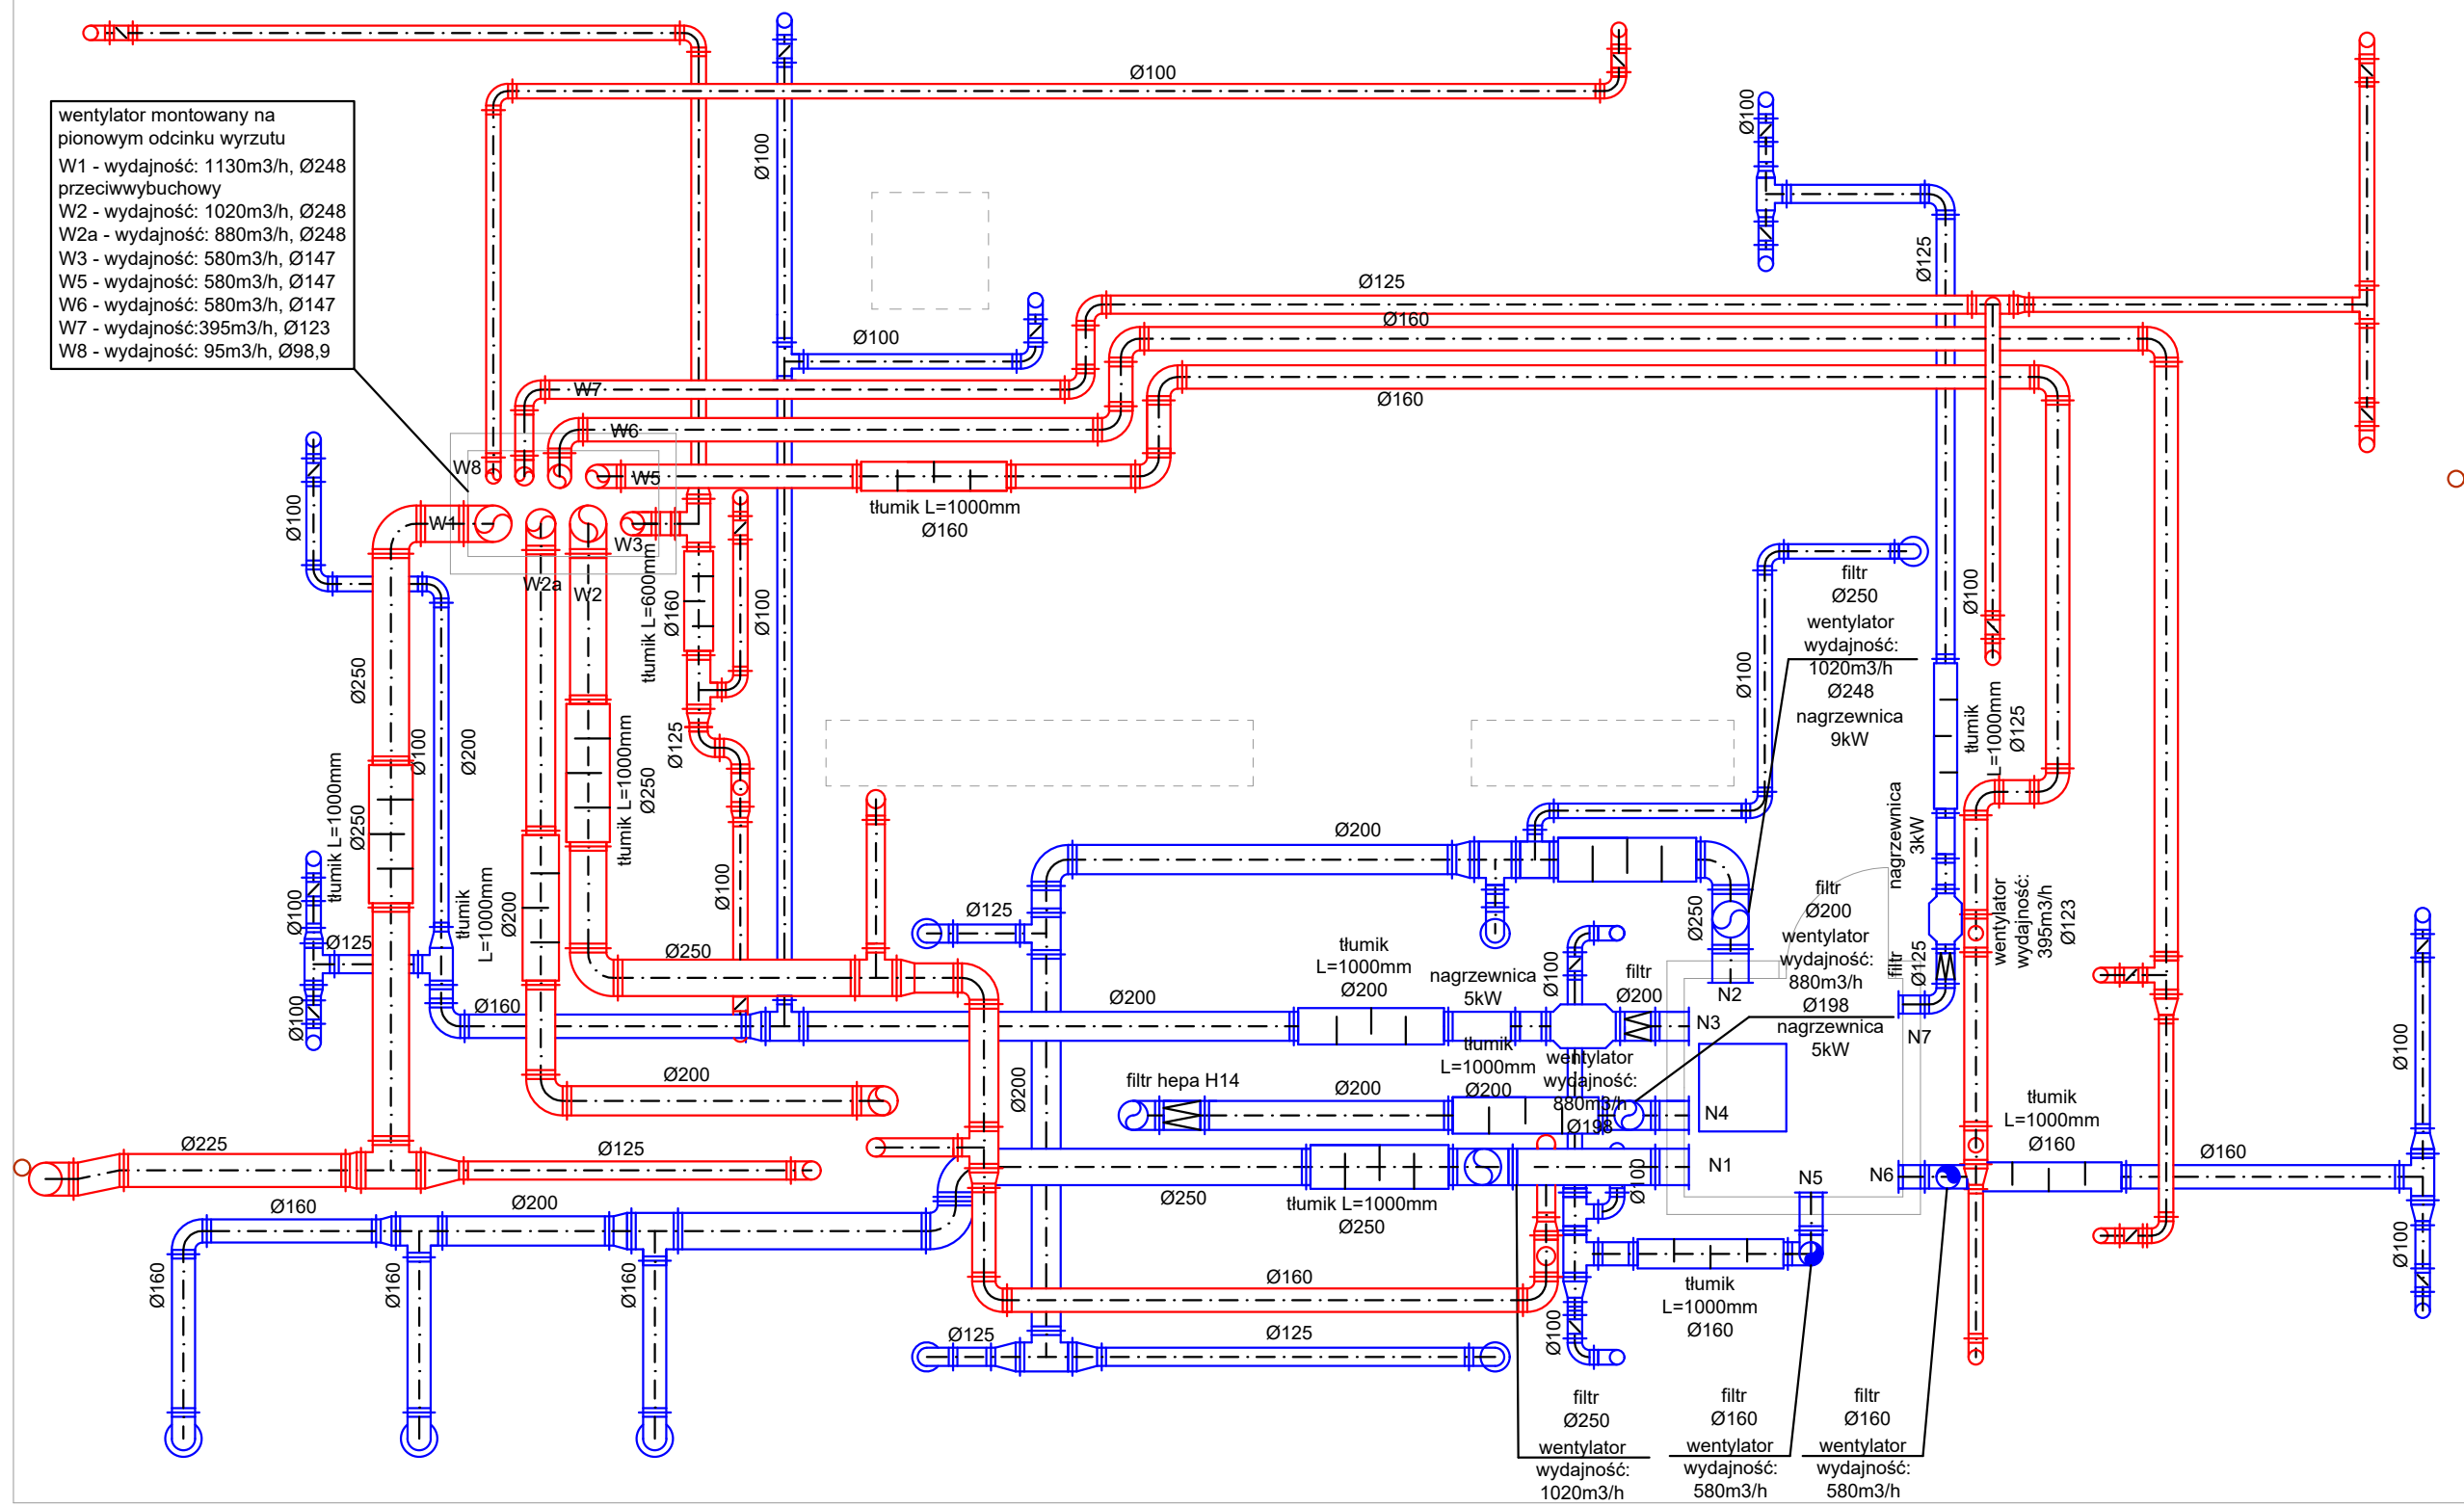 Ø100
wentylator montowany na
pionowym odcinku wyrzutu
W1 - wydajność: 1130m3/h, Ø248
przeciwwybuchowy
W2 - wydajność: 1020m3/h, Ø248
W2a - wydajność: 880m3/h, Ø248
W3 - wydajność: 580m3/h, Ø147
W5 - wydajność: 580m3/h, Ø147
W6 - wydajność: 580m3/h, Ø147
W7 - wydajność:395m3/h, Ø123
W8 - wydajność: 95m3/h, Ø98,9
Ø100
Ø100
Ø125
Ø125
Ø160
Ø100
W7
Ø160
W6
W8
W5
tłumik L=1000mm
Ø160
Ø100
W1
W3
W2a
W2
tłumik L=600mm
Ø160
Ø100
filtr
Ø250
wentylator
wydajność:
1020m3/h
Ø248
nagrzewnica
9kW
Ø100
Ø100
tłumik
L=1000mm
Ø125
Ø250
Ø100
Ø200
Ø125
tłumik L=1000mm
Ø250
tłumik L=1000mm
Ø250
tłumik
L=1000mm
Ø200
Ø100
Ø200
nagrzewnica
3kW
Ø100
Ø125
Ø100
Ø125
Ø250
filtr
Ø200
wentylator
wydajność:
880m3/h
Ø198
nagrzewnica
5kW
wentylator
wydajność:
395m3/h
Ø123
filtr
Ø125
Ø250
tłumik
L=1000mm
Ø200
nagrzewnica
5kW
Ø100
filtr
Ø200
N2
Ø160
Ø200
N3
N7
Ø100
Ø200
Ø200
filtr hepa H14
Ø200
tłumik
L=1000mm
Ø200
wentylator
wydajność:
880m3/h
Ø198
N4
tłumik
L=1000mm
Ø160
Ø225
Ø125
N1
N5
N6
Ø160
Ø160
Ø200
Ø250
tłumik L=1000mm
Ø250
Ø100
Ø100
Ø160
Ø160
Ø160
Ø160
tłumik
L=1000mm
Ø160
Ø125
Ø125
Ø100
filtr
Ø250
wentylator
wydajność:
1020m3/h
filtr
Ø160
wentylator
wydajność:
580m3/h
filtr
Ø160
wentylator
wydajność:
580m3/h